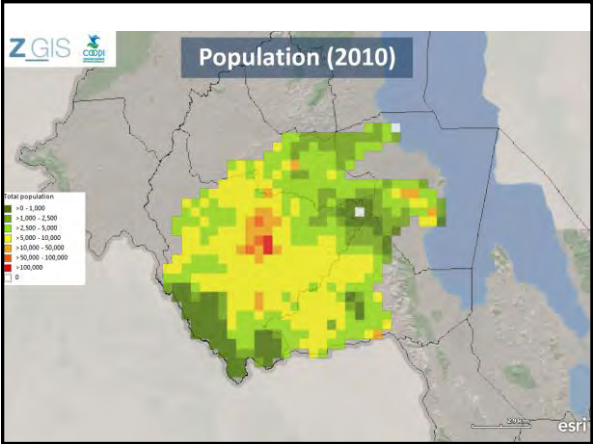 Z_GIS
coopi
Population (2010)
Total population
>0 - 1,000
>1,000 - 2,500
>2,500 - 5,000
>5,000 - 10,000
>10,000 - 50,000
>50,000 - 100,000
>100,000
0
esri